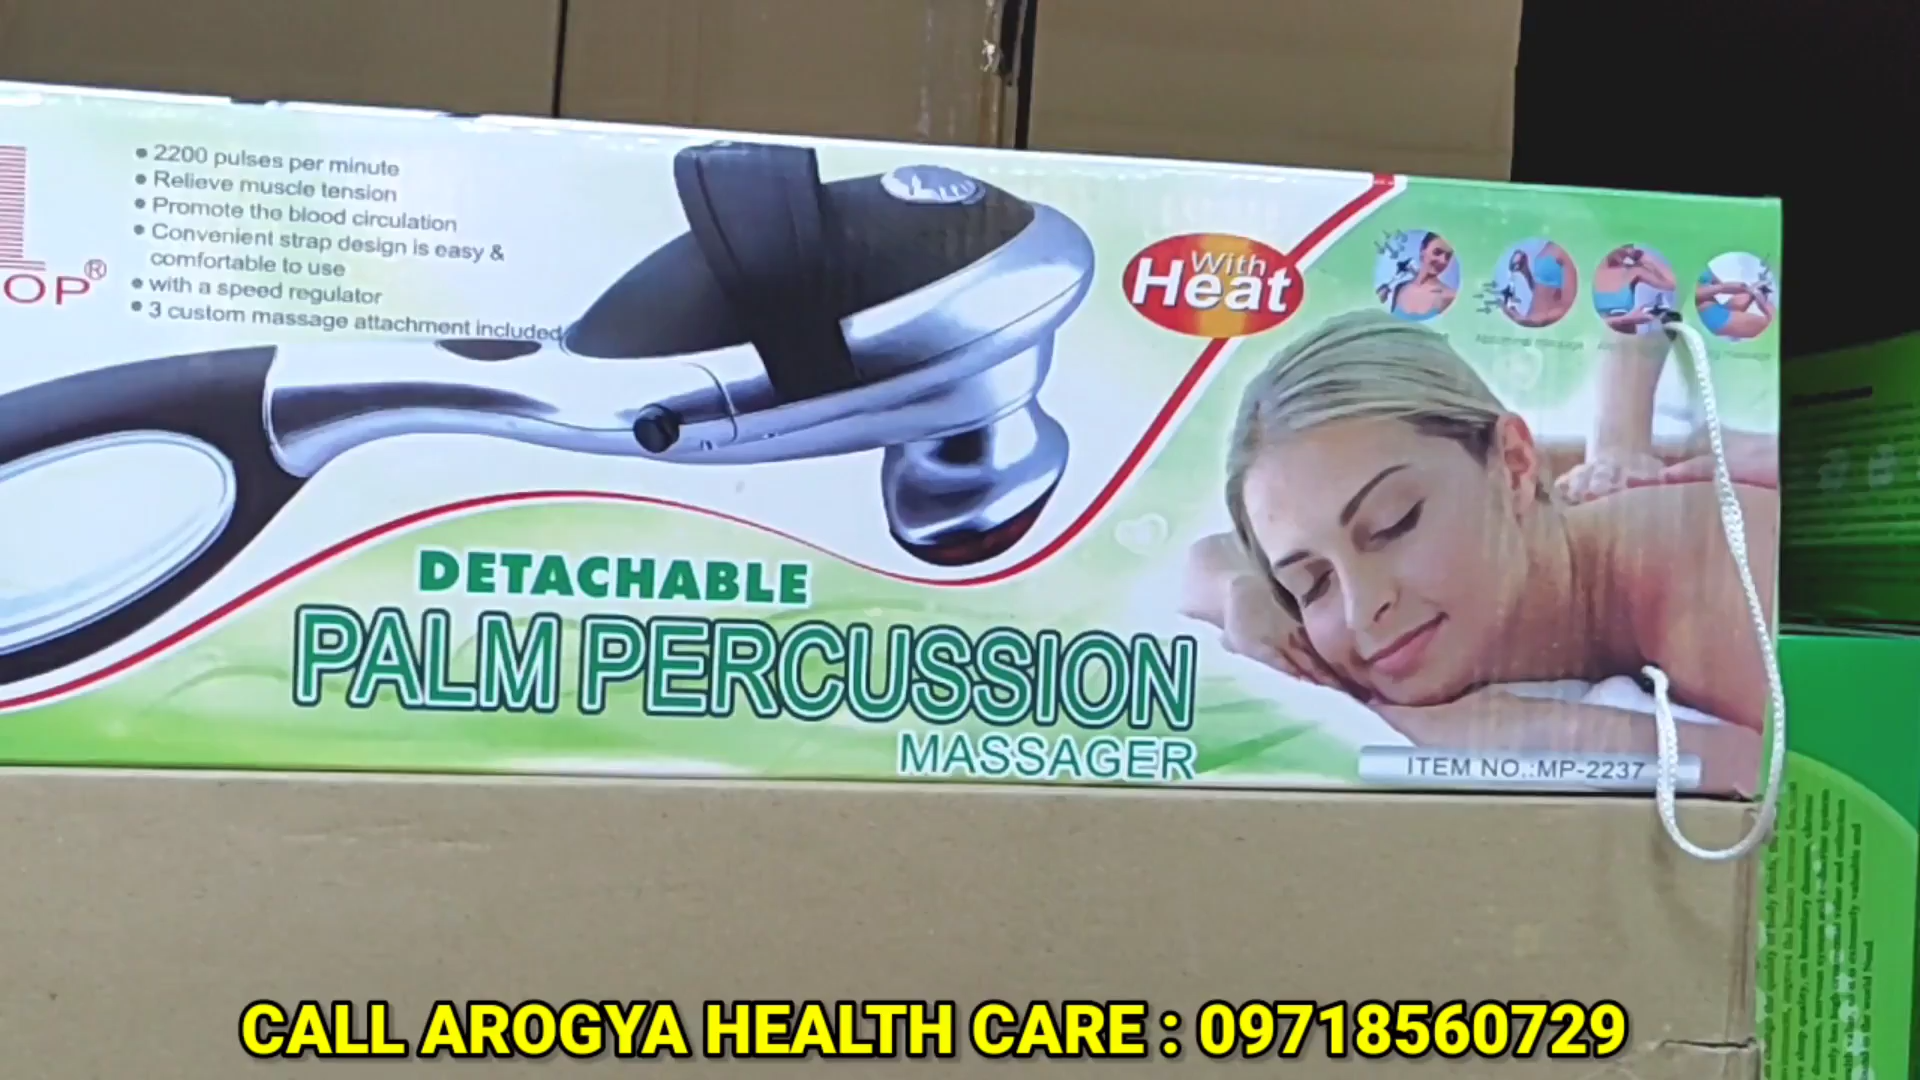 • 2200 pulses per minute
• Relieve muscle tension
• Promote the blood circulation
• Convenient strap design is easy &
comfortable to use
• with a speed regulator
• 3 custom massage attachment included
OP®
With
Heat
DETACHABLE
PALM PERCUSSION
MASSAGER
ITEM NO.:MP-2237
CALL AROGYA HEALTH CARE : 09718560729